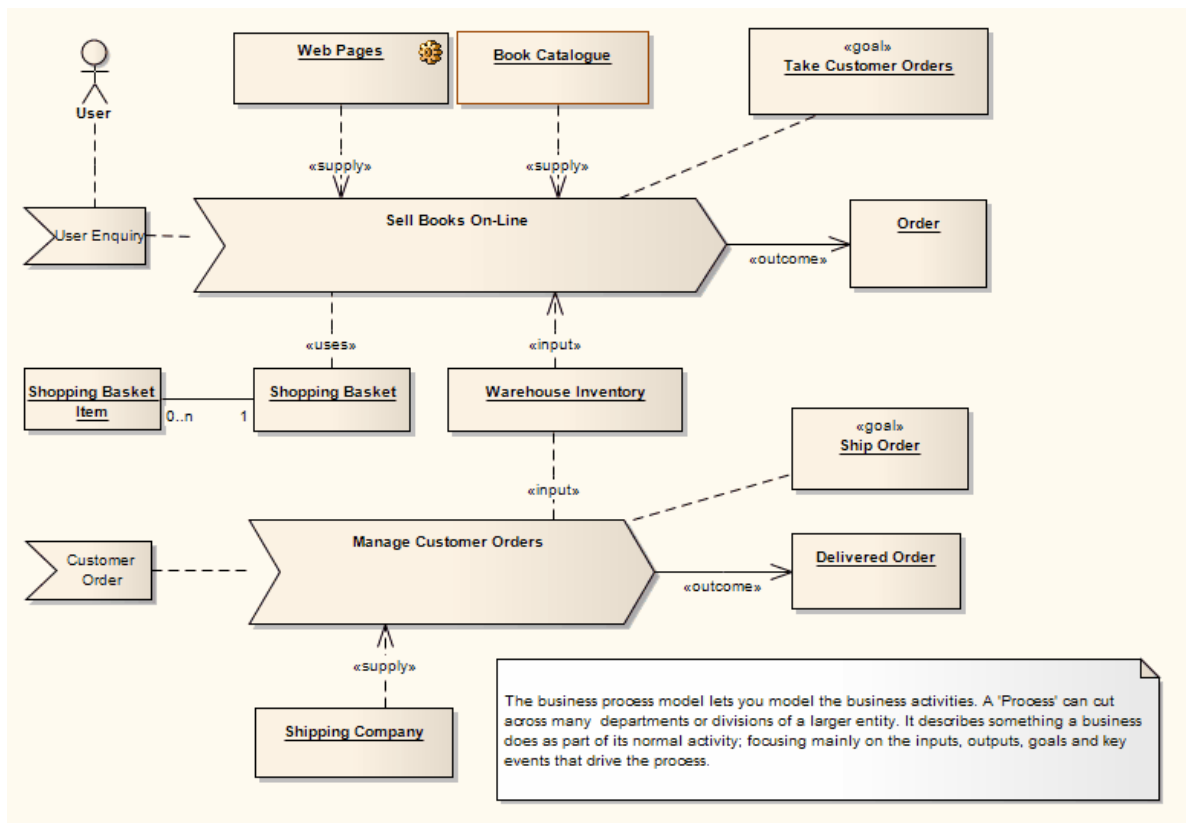 Web Pages
Book Catalogue
«goal»
Take Customer Orders
User
«supply»
«supply»
User Enquiry
Sell Books On-Line
Order
«outcome»
«uses»
«input»
Shopping Basket
Item
0..n
1
Shopping Basket
Warehouse Inventory
«goal»
Ship Order
«input»
Customer
Order
Manage Customer Orders
Delivered Order
«outcome»
«supply»
Shipping Company
The business process model lets you model the business activities. A 'Process' can cut
across many departments or divisions of a larger entity. It describes something a business
does as part of its normal activity; focusing mainly on the inputs, outputs, goals and key
events that drive the process.